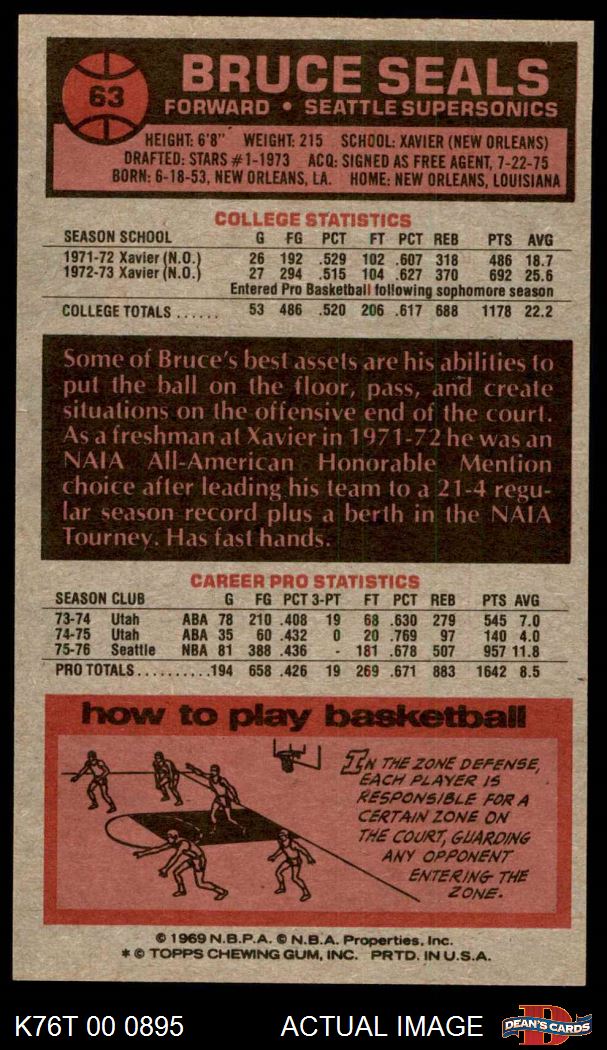 63
BRUCE SEALS
FORWARD • SEATTLE SUPERSONICS
HEIGHT: 6'8" WEIGHT: 215 SCHOOL: XAVIER (NEW ORLEANS)
DRAFTED: STARS #1-1973 ACQ: SIGNED AS FREE AGENT, 7-22-75
BORN: 6-18-53, NEW ORLEANS, LA. HOME: NEW ORLEANS, LOUISIANA
COLLEGE STATISTICS
SEASON SCHOOL G FG PCT FT PCT REB PTS AVG
1971-72 Xavier (N.O.) 26 192 .529 102 .607 318 486 18.7
1972-73 Xavier (N.O.) 27 294 .515 104 .627 370 692 25.6
Entered Pro Basketball following sophomore season
COLLEGE TOTALS ...... 53 486 .520 206 .617 688 1178 22.2
Some of Bruce's best assets are his abilities to
put the ball on the floor, pass, and create
situations on the offensive end of the court.
As a freshman at Xavier in 1971-72 he was an
NAIA All-American Honorable Mention
choice after leading his team to a 21-4 regu-
lar season record plus a berth in the NAIA
Tourney. Has fast hands.
CAREER PRO STATISTICS
SEASON CLUB G FG PCT 3-PT FT PCT REB PTS AVG
73-74 Utah ABA 78 210 .408 19 68 .630 279 545 7.0
74-75 Utah ABA 35 60 .432 0 20 .769 97 140 4.0
75-76 Seattle NBA 81 388 .436 - 181 .678 507 957 11.8
PRO TOTALS..........194 658 .426 19 269 .671 883 1642 8.5
how to play basketball
IN THE ZONE DEFENSE,
EACH PLAYER IS
RESPONSIBLE FOR A
CERTAIN ZONE ON
THE COURT, GUARDING
ANY OPPONENT
ENTERING THE
ZONE.
© 1969 N.B.P.A. © N.B.A. Properties, Inc.
* © TOPPS CHEWING GUM, INC. PRTD. IN U.S.A.
K76T 00 0895 ACTUAL IMAGE D DEAN'S CARDS